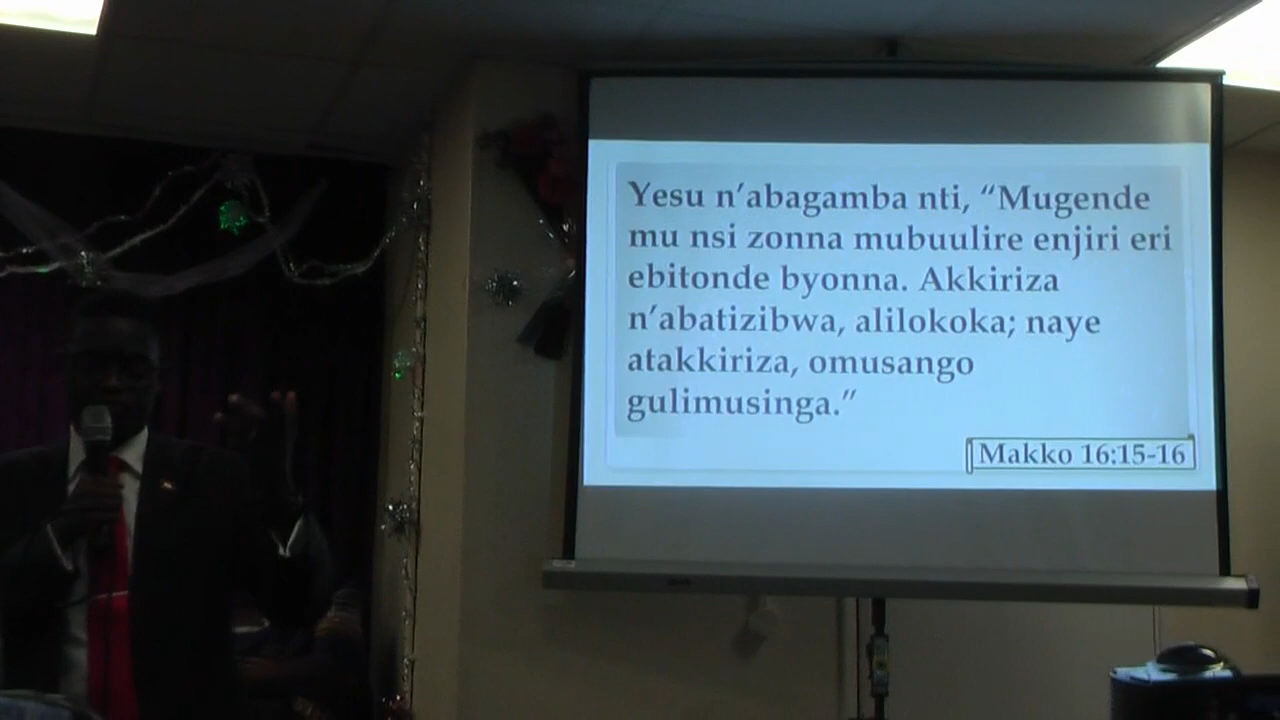 Yesu n’abagamba nti, “Mugende
mu nsi zonna mubuulire enjiri eri
ebitonde byonna. Akkiriza
n’abatizibwa, alilokoka; naye
atakkiriza, omusango
gulimusinga.”
Makko 16:15-16